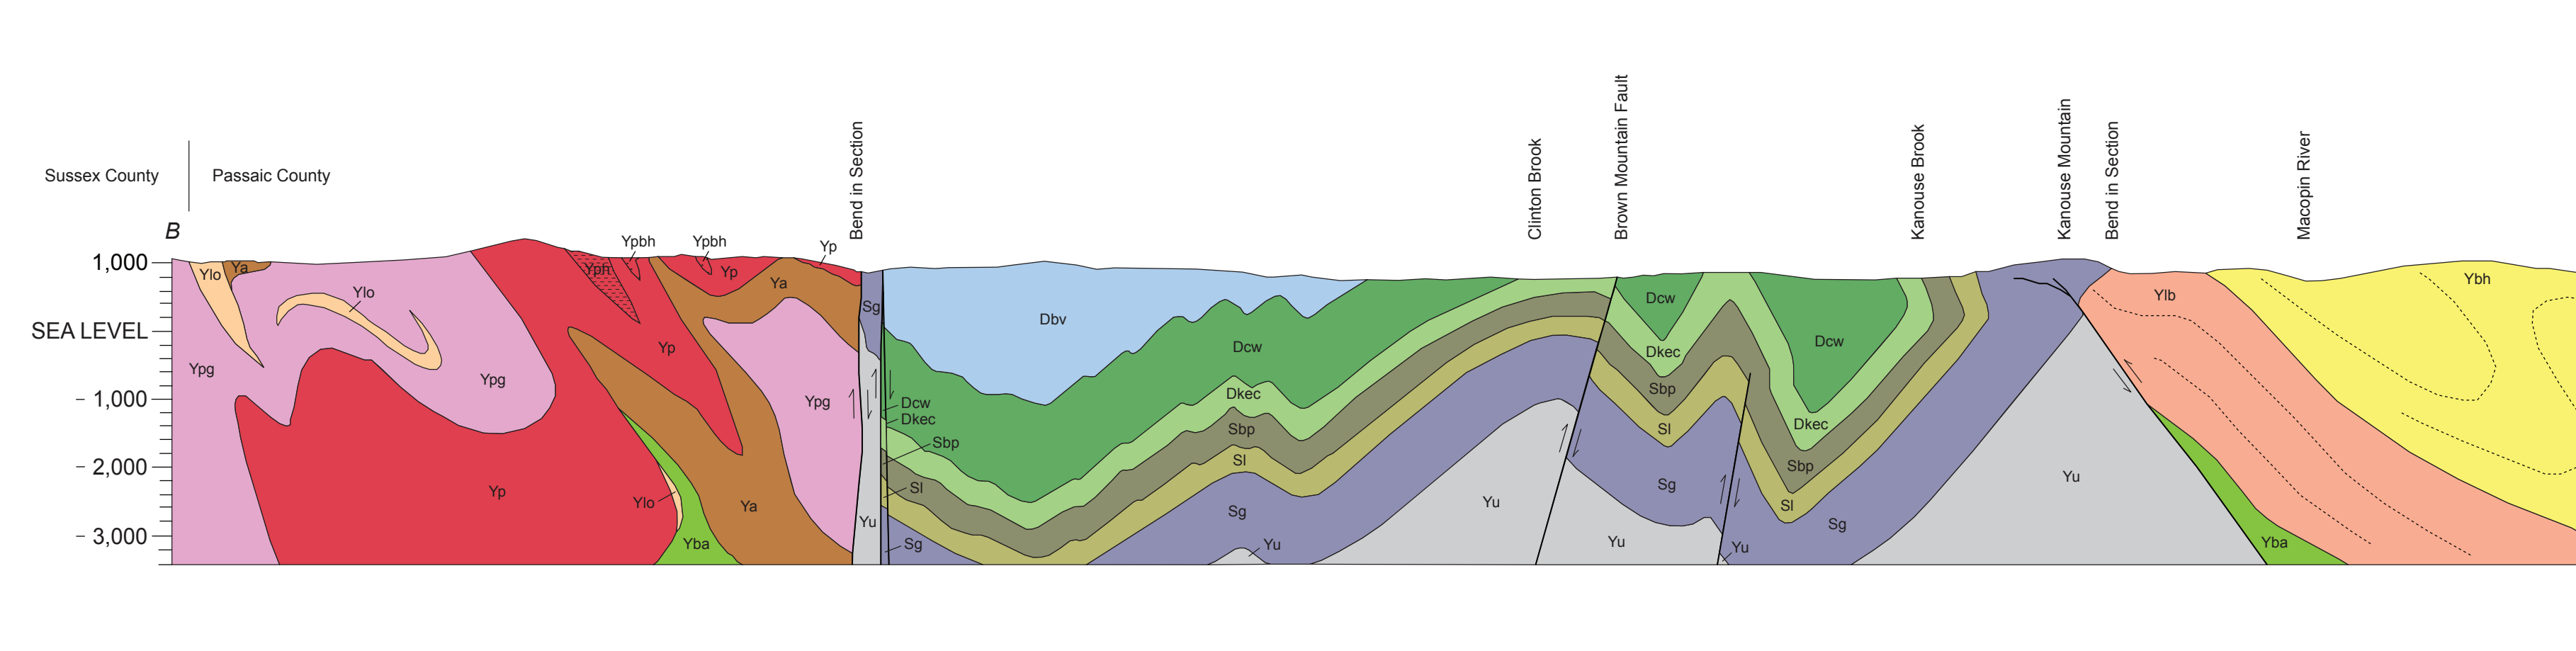 Sussex County
Passaic County
B
Bend in Section
Clinton Brook
Brown Mountain Fault
Kanouse Brook
Kanouse Mountain
Bend in Section
Macopin River
1,000
SEA LEVEL
- 1,000
- 2,000
- 3,000
Ylo
Ya
Ypg
Ylo
Ypg
Yp
Ypbh
Ypbh
Yp
Yph
Yp
Ya
Yp
Ypg
Ylo
Ya
Yba
Sg
Yu
Dcw
Dkec
Sbp
Sl
Sg
Dbv
Dcw
Dkec
Sbp
Sl
Sg
Yu
Yu
Dcw
Dkec
Sbp
Sl
Sg
Yu
Yu
Dcw
Dkec
Sbp
Sl
Sg
Yu
Ylb
Yba
Ybh